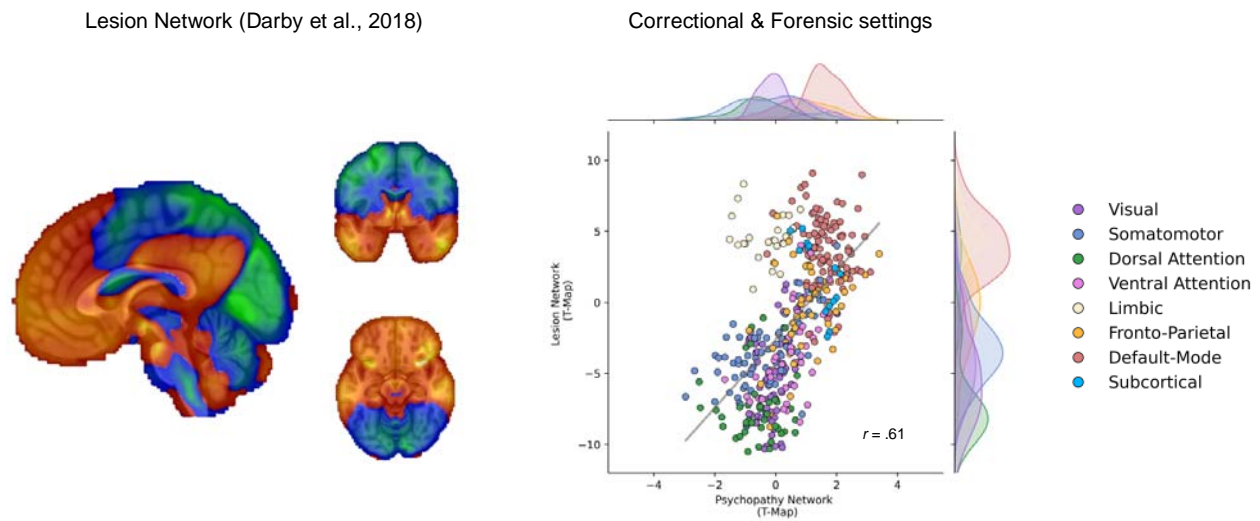 Lesion Network (Darby et al., 2018)
Correctional & Forensic settings
10
5
0
−5
−10
Lesion Network
(T-Map)
r = .61
−4
−2
0
2
4
Psychopathy Network
(T-Map)
Visual
Somatomotor
Dorsal Attention
Ventral Attention
Limbic
Fronto-Parietal
Default-Mode
Subcortical